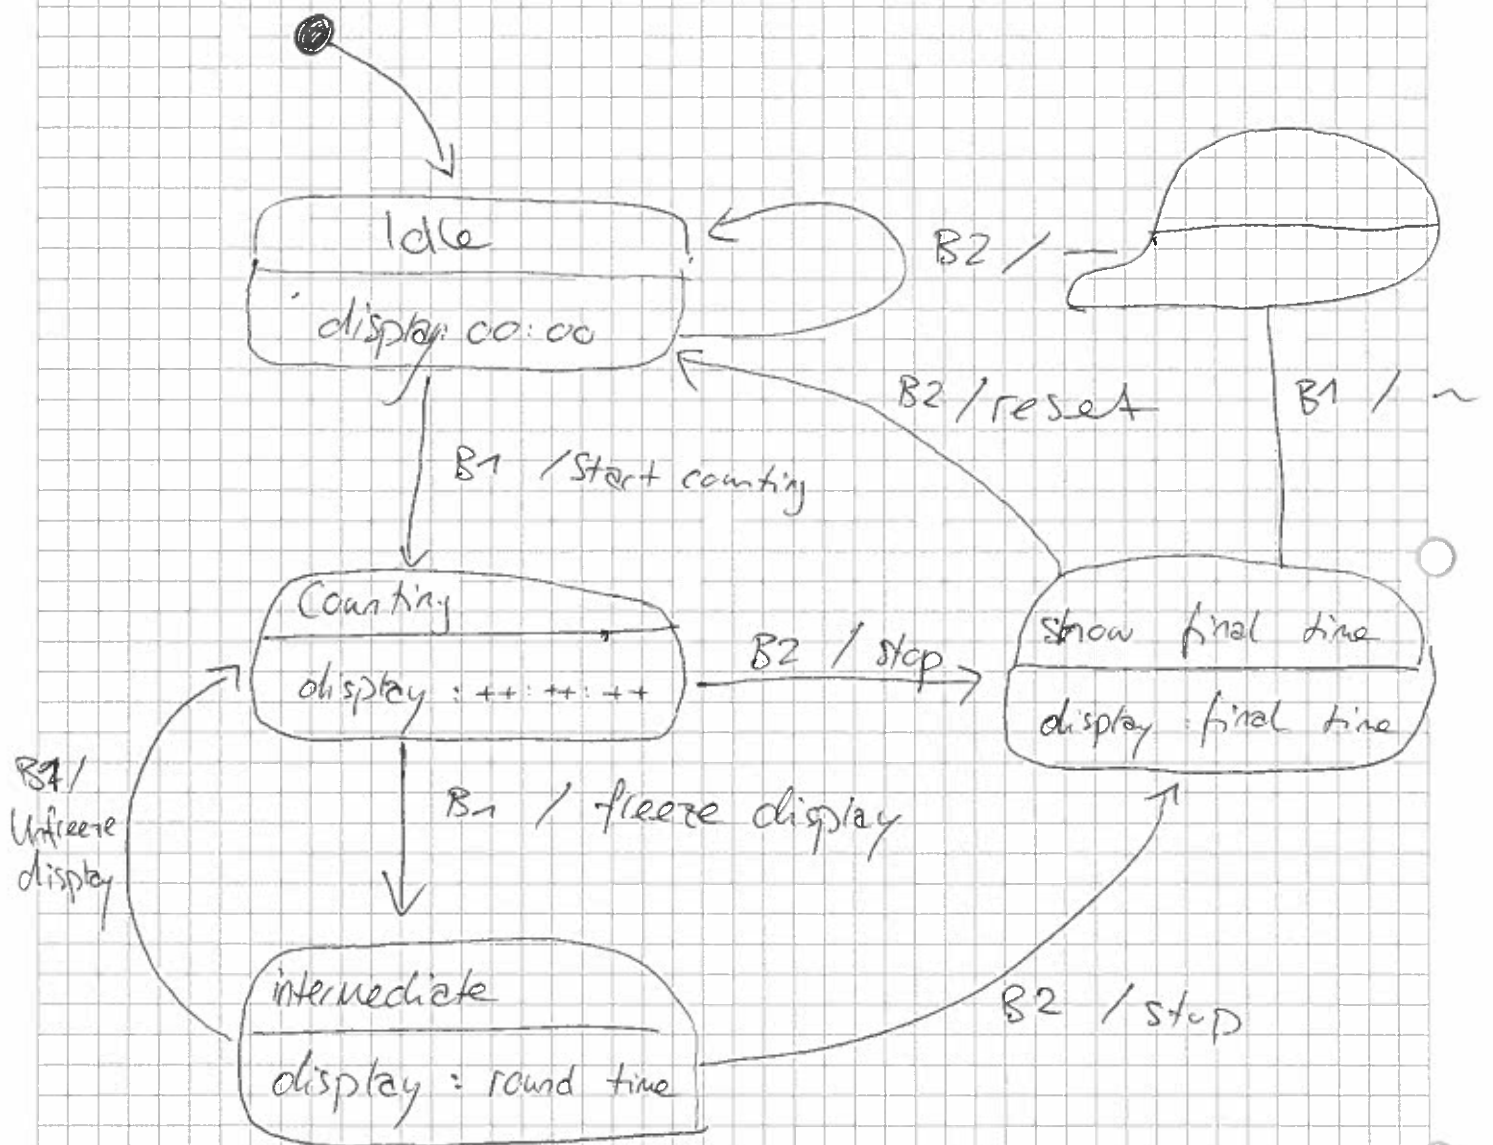 Idle
display: 00:00
B2 / —
B2 / reset
B1 / ~
B1 / Start counting
Counting
display : ++ : ++ : ++
B2 / stop
show final time
display : final time
B1 /
Unfreeze
display
B1 / freeze display
intermediate
display : round time
B2 / stop